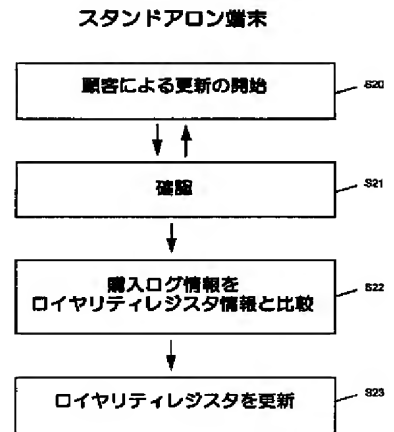 スタンドアロン端末
顧客による更新の開始
S20
確認
S21
購入ログ情報を
ロイヤリティレジスタ情報と比較
S22
ロイヤリティレジスタを更新
S23